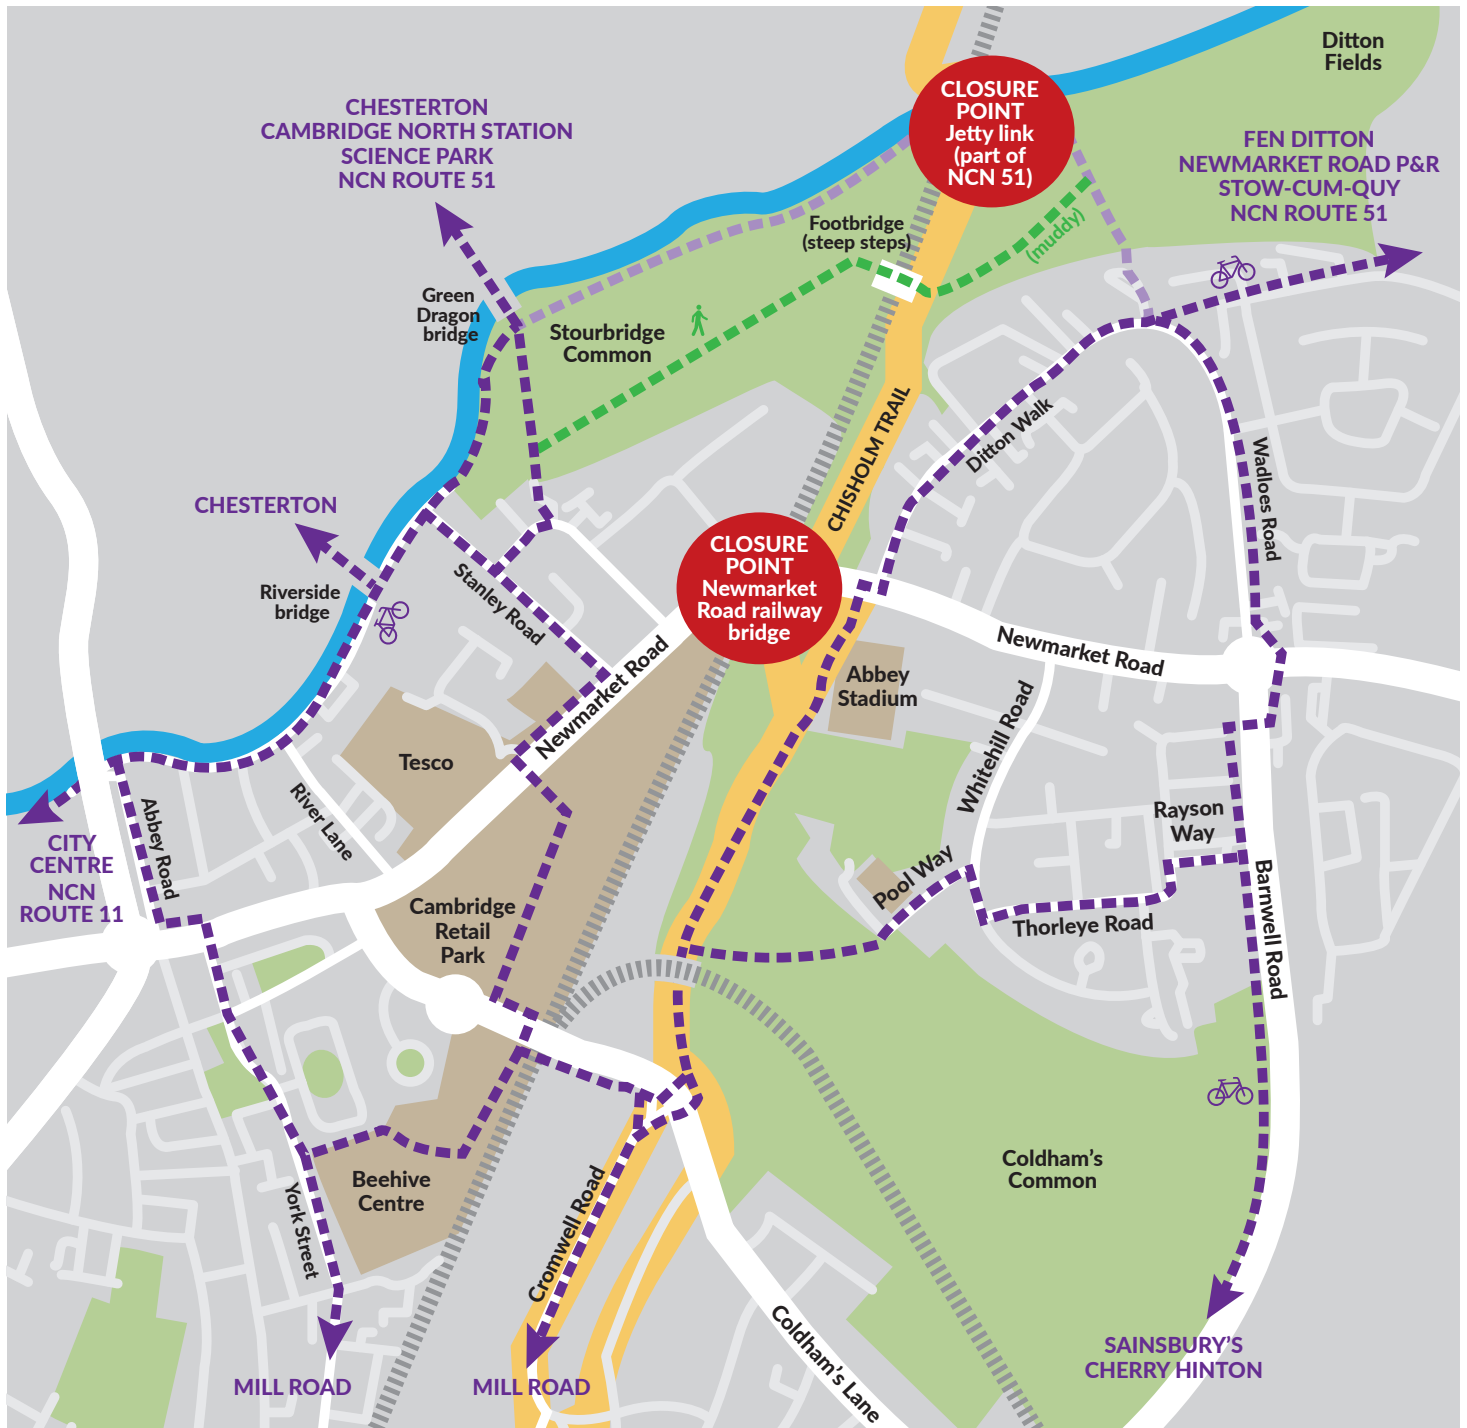 Ditton
Fields
CLOSURE
POINT
Jetty link
(part of
NCN 51)
CHESTERTON
CAMBRIDGE NORTH STATION
SCIENCE PARK
NCN ROUTE 51
FEN DITTON
NEWMARKET ROAD P&R
STOW-CUM-QUY
NCN ROUTE 51
Footbridge
(steep steps)
(muddy)
Green
Dragon
bridge
Stourbridge
Common
CHISHOLM TRAIL
Ditton Walk
Wadloes Road
CHESTERTON
CLOSURE
POINT
Newmarket
Road railway
bridge
Stanley Road
Riverside
bridge
Newmarket Road
Newmarket Road
Abbey
Stadium
Whitehill Road
Tesco
River Lane
Abbey Road
CITY
CENTRE
NCN
ROUTE 11
Rayson
Way
Pool Way
Thorleye Road
Barnwell Road
Cambridge
Retail
Park
Coldham's
Common
Beehive
Centre
York Street
Cromwell Road
Coldham's Lane
MILL ROAD
MILL ROAD
SAINSBURY'S
CHERRY HINTON